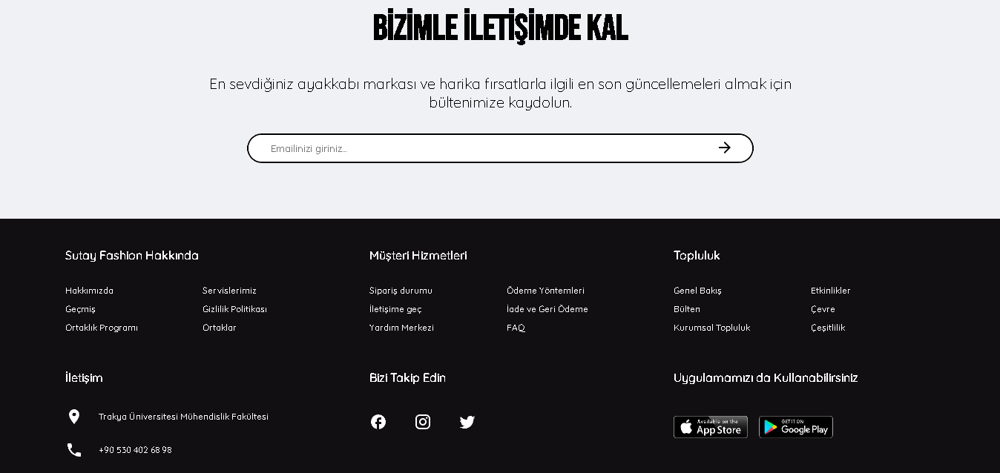 BİZİMLE İLETİŞİMDE KAL
En sevdiğiniz ayakkabı markası ve harika fırsatlarla ilgili en son güncellemeleri almak için
bültenimize kaydolun.
Emailinizi giriniz...
Sutay Fashion Hakkında
Hakkımızda
Servislerimiz
Geçmiş
Gizlilik Politikası
Ortaklık Programı
Ortaklar
Müşteri Hizmetleri
Sipariş durumu
Ödeme Yöntemleri
İletişime geç
İade ve Geri Ödeme
Yardım Merkezi
FAQ
Topluluk
Genel Bakış
Etkinlikler
Bülten
Çevre
Kurumsal Topluluk
Çeşitlilik
İletişim
Trakya Üniversitesi Mühendislik Fakültesi
+90 530 402 68 98
Bizi Takip Edin
Uygulamamızı da Kullanabilirsiniz
Available on the
App Store
GET IT ON
Google Play